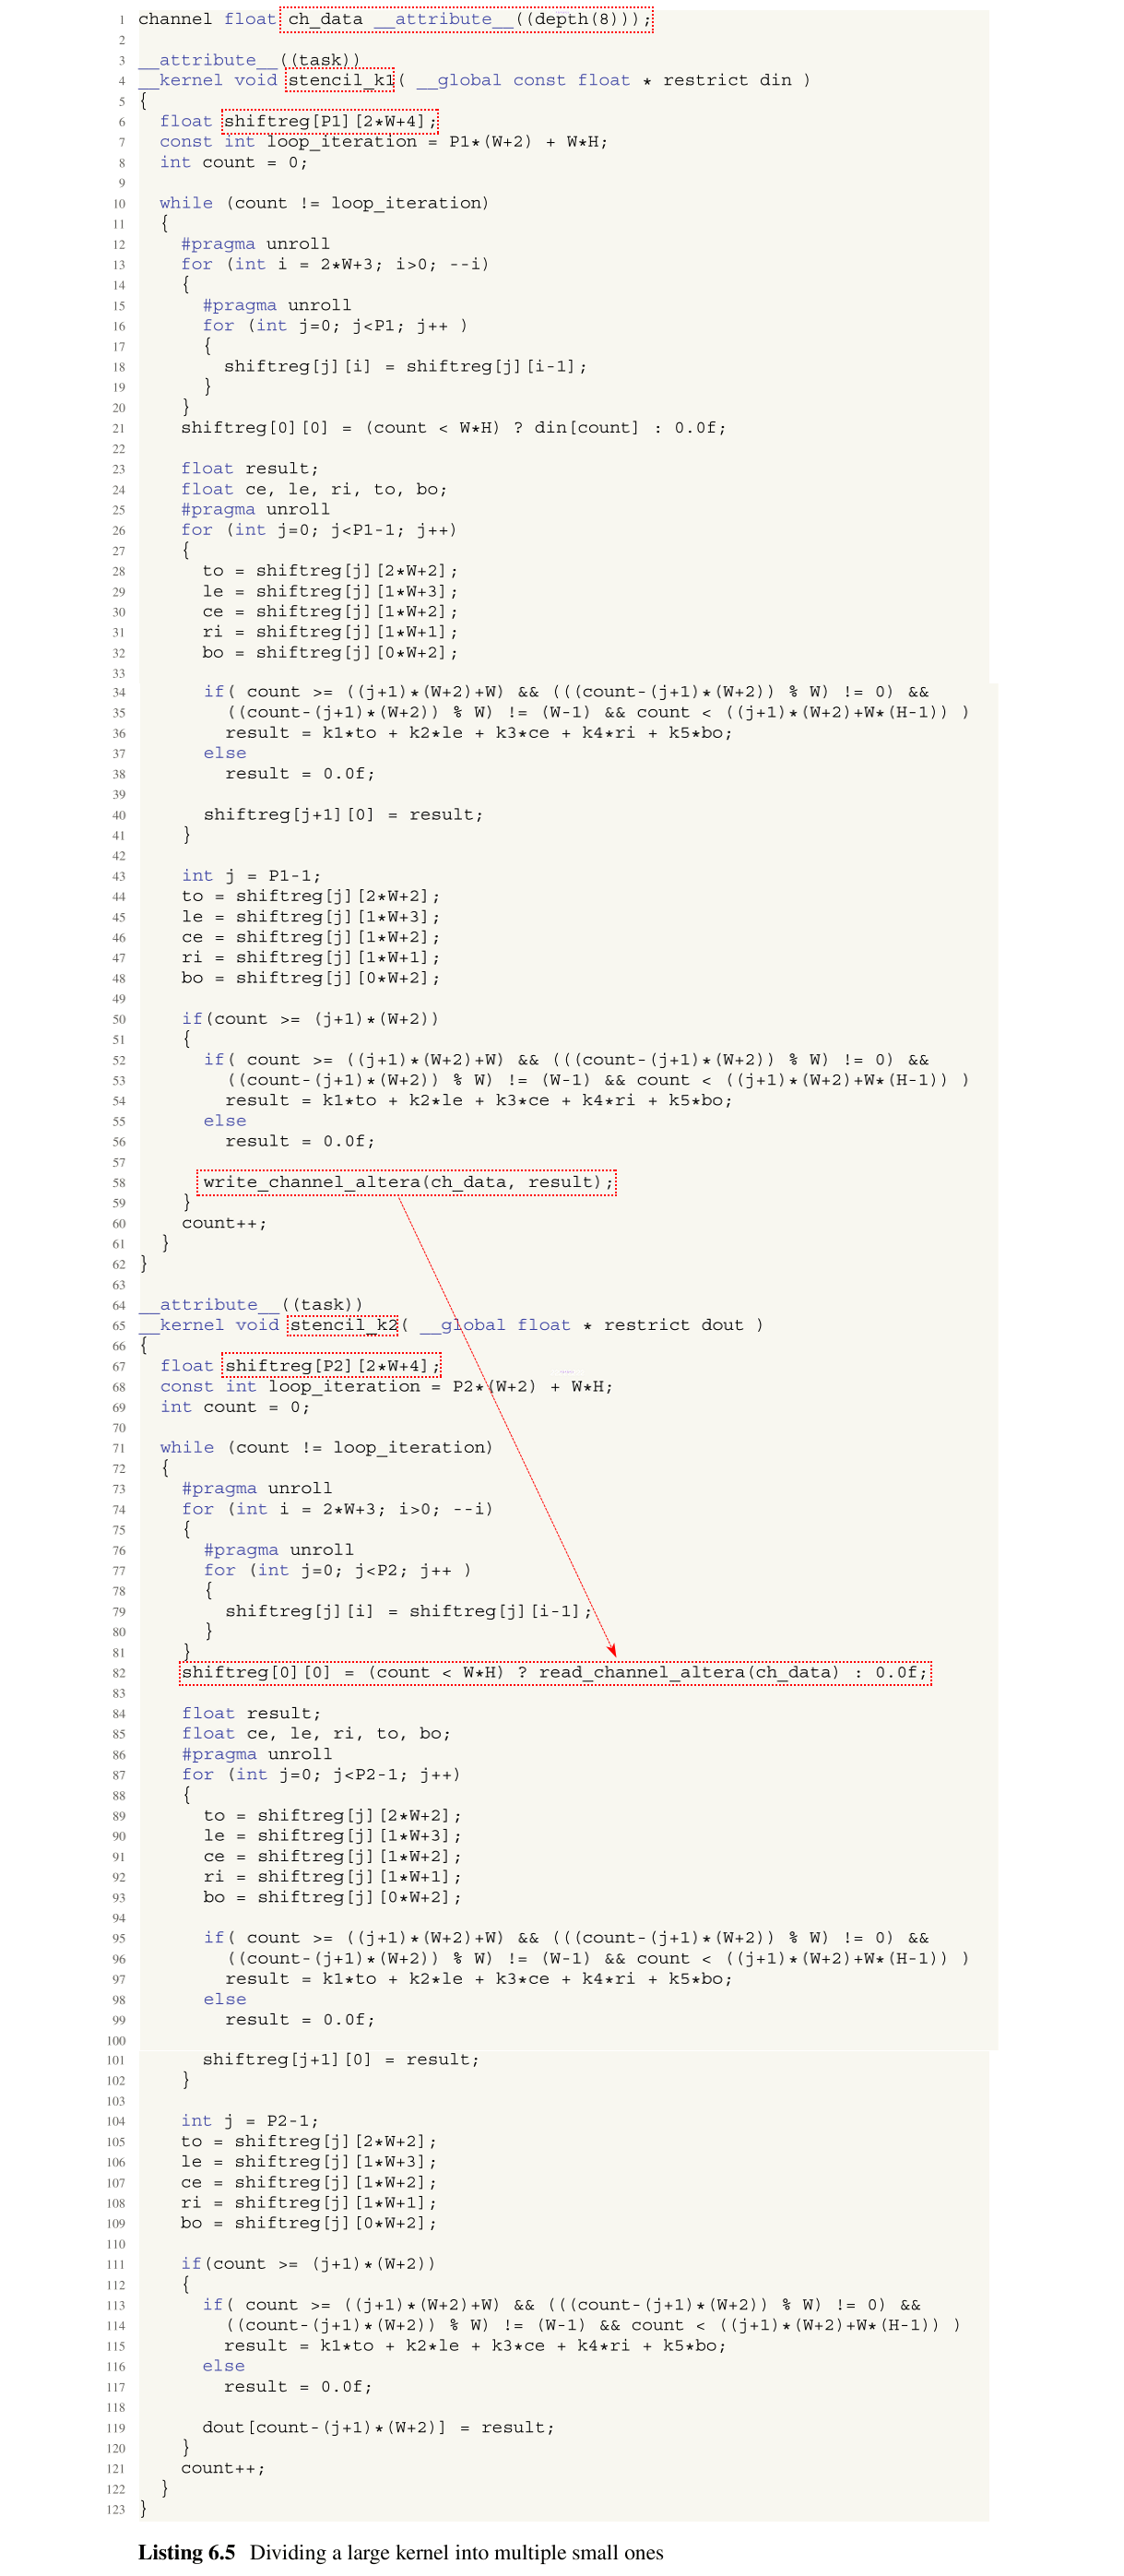 1 channel float ch_data __attribute__((depth(8)));
2
3 __attribute__((task))
4 __kernel void stencil_k1( __global const float * restrict din )
5 {
6 float shiftreg[P1][2*W+4];
7 const int loop_iteration = P1*(W+2) + W*H;
8 int count = 0;
9
10 while (count != loop_iteration)
11 {
12 #pragma unroll
13 for (int i = 2*W+3; i>0; --i)
14 {
15 #pragma unroll
16 for (int j=0; j<P1; j++ )
17 {
18 shiftreg[j][i] = shiftreg[j][i-1];
19 }
20 }
21 shiftreg[0][0] = (count < W*H) ? din[count] : 0.0f;
22
23 float result;
24 float ce, le, ri, to, bo;
25 #pragma unroll
26 for (int j=0; j<P1-1; j++)
27 {
28 to = shiftreg[j][2*W+2];
29 le = shiftreg[j][1*W+3];
30 ce = shiftreg[j][1*W+2];
31 ri = shiftreg[j][1*W+1];
32 bo = shiftreg[j][0*W+2];
33
34 if( count >= ((j+1)*(W+2)+W) && (((count-(j+1)*(W+2)) % W) != 0) &&
35 ((count-(j+1)*(W+2)) % W) != (W-1) && count < ((j+1)*(W+2)+W*(H-1)) )
36 result = k1*to + k2*le + k3*ce + k4*ri + k5*bo;
37 else
38 result = 0.0f;
39
40 shiftreg[j+1][0] = result;
41 }
42
43 int j = P1-1;
44 to = shiftreg[j][2*W+2];
45 le = shiftreg[j][1*W+3];
46 ce = shiftreg[j][1*W+2];
47 ri = shiftreg[j][1*W+1];
48 bo = shiftreg[j][0*W+2];
49
50 if(count >= (j+1)*(W+2))
51 {
52 if( count >= ((j+1)*(W+2)+W) && (((count-(j+1)*(W+2)) % W) != 0) &&
53 ((count-(j+1)*(W+2)) % W) != (W-1) && count < ((j+1)*(W+2)+W*(H-1)) )
54 result = k1*to + k2*le + k3*ce + k4*ri + k5*bo;
55 else
56 result = 0.0f;
57
58 write_channel_altera(ch_data, result);
59 }
60 count++;
61 }
62 }
63
64 __attribute__((task))
65 __kernel void stencil_k2( __global float * restrict dout )
66 {
67 float shiftreg[P2][2*W+4];
68 const int loop_iteration = P2*(W+2) + W*H;
69 int count = 0;
70
71 while (count != loop_iteration)
72 {
73 #pragma unroll
74 for (int i = 2*W+3; i>0; --i)
75 {
76 #pragma unroll
77 for (int j=0; j<P2; j++ )
78 {
79 shiftreg[j][i] = shiftreg[j][i-1];
80 }
81 }
82 shiftreg[0][0] = (count < W*H) ? read_channel_altera(ch_data) : 0.0f;
83
84 float result;
85 float ce, le, ri, to, bo;
86 #pragma unroll
87 for (int j=0; j<P2-1; j++)
88 {
89 to = shiftreg[j][2*W+2];
90 le = shiftreg[j][1*W+3];
91 ce = shiftreg[j][1*W+2];
92 ri = shiftreg[j][1*W+1];
93 bo = shiftreg[j][0*W+2];
94
95 if( count >= ((j+1)*(W+2)+W) && (((count-(j+1)*(W+2)) % W) != 0) &&
96 ((count-(j+1)*(W+2)) % W) != (W-1) && count < ((j+1)*(W+2)+W*(H-1)) )
97 result = k1*to + k2*le + k3*ce + k4*ri + k5*bo;
98 else
99 result = 0.0f;
100
101 shiftreg[j+1][0] = result;
102 }
103
104 int j = P2-1;
105 to = shiftreg[j][2*W+2];
106 le = shiftreg[j][1*W+3];
107 ce = shiftreg[j][1*W+2];
108 ri = shiftreg[j][1*W+1];
109 bo = shiftreg[j][0*W+2];
110
111 if(count >= (j+1)*(W+2))
112 {
113 if( count >= ((j+1)*(W+2)+W) && (((count-(j+1)*(W+2)) % W) != 0) &&
114 ((count-(j+1)*(W+2)) % W) != (W-1) && count < ((j+1)*(W+2)+W*(H-1)) )
115 result = k1*to + k2*le + k3*ce + k4*ri + k5*bo;
116 else
117 result = 0.0f;
118
119 dout[count-(j+1)*(W+2)] = result;
120 }
121 count++;
122 }
123 }
Listing 6.5 Dividing a large kernel into multiple small ones